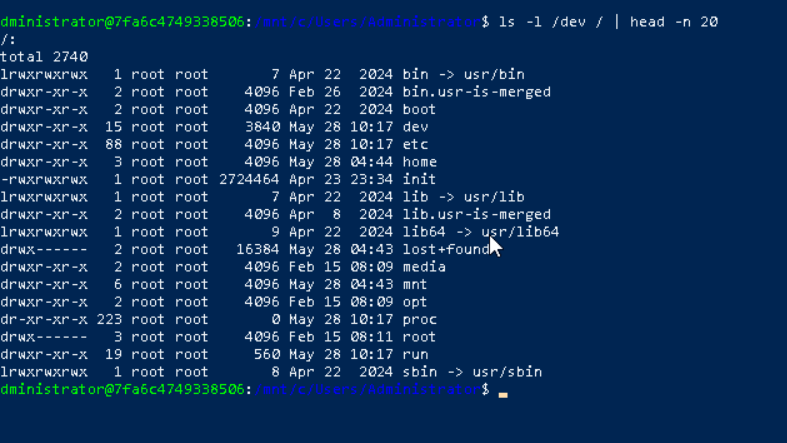 dministrator@7fa6c4749338506:/mnt/c/Users/Administrator$ ls -l /dev / | head -n 20
/:
total 2740
lrwxrwxrwx   1 root root       7 Apr 22  2024 bin -> usr/bin
drwxr-xr-x   2 root root    4096 Feb 26  2024 bin.usr-is-merged
drwxr-xr-x   2 root root    4096 Apr 22  2024 boot
drwxr-xr-x  15 root root    3840 May 28 10:17 dev
drwxr-xr-x  88 root root    4096 May 28 10:17 etc
drwxr-xr-x   3 root root    4096 May 28 04:44 home
-rwxrwxrwx   1 root root 2724464 Apr 23 23:34 init
lrwxrwxrwx   1 root root       7 Apr 22  2024 lib -> usr/lib
drwxr-xr-x   2 root root    4096 Apr  8  2024 lib.usr-is-merged
lrwxrwxrwx   1 root root       9 Apr 22  2024 lib64 -> usr/lib64
drwx------   2 root root   16384 May 28 04:43 lost+found
drwxr-xr-x   2 root root    4096 Feb 15 08:09 media
drwxr-xr-x   6 root root    4096 May 28 04:43 mnt
drwxr-xr-x   2 root root    4096 Feb 15 08:09 opt
dr-xr-xr-x 223 root root       0 May 28 10:17 proc
drwx------   3 root root    4096 Feb 15 08:11 root
drwxr-xr-x  19 root root     560 May 28 10:17 run
lrwxrwxrwx   1 root root       8 Apr 22  2024 sbin -> usr/sbin
dministrator@7fa6c4749338506:/mnt/c/Users/Administrator$